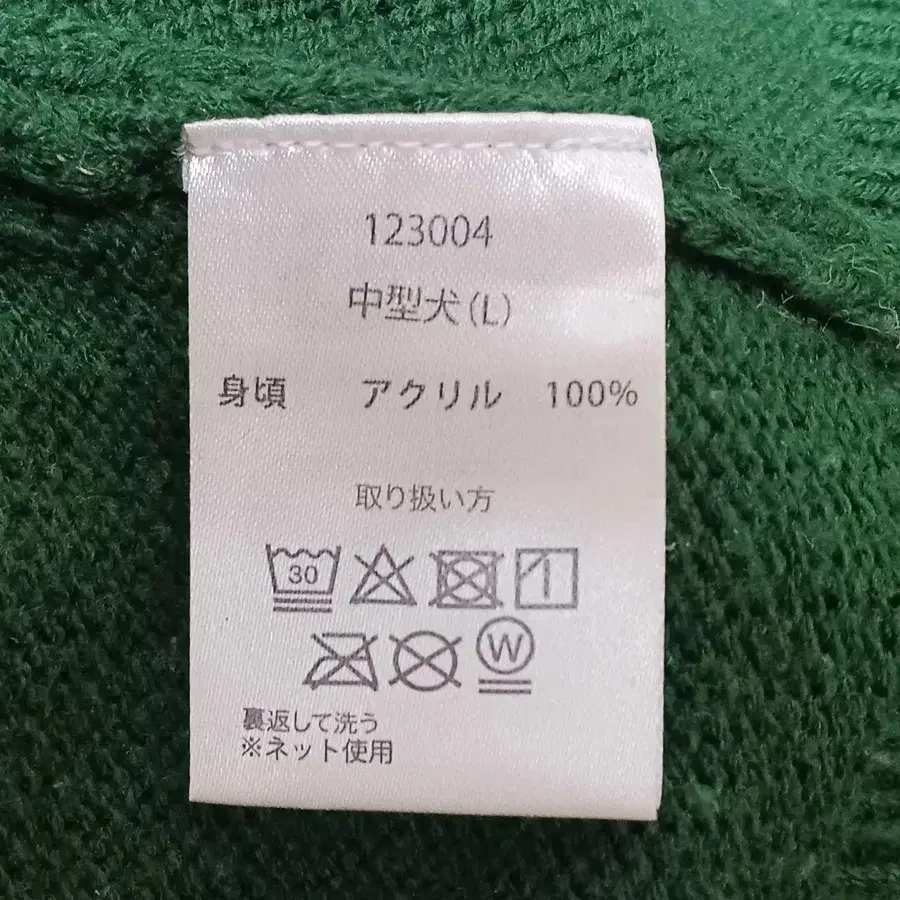 123004
中型犬(L)
身頃 アクリル 100%
取り扱い方
30
W
裏返して洗う
※ネット使用